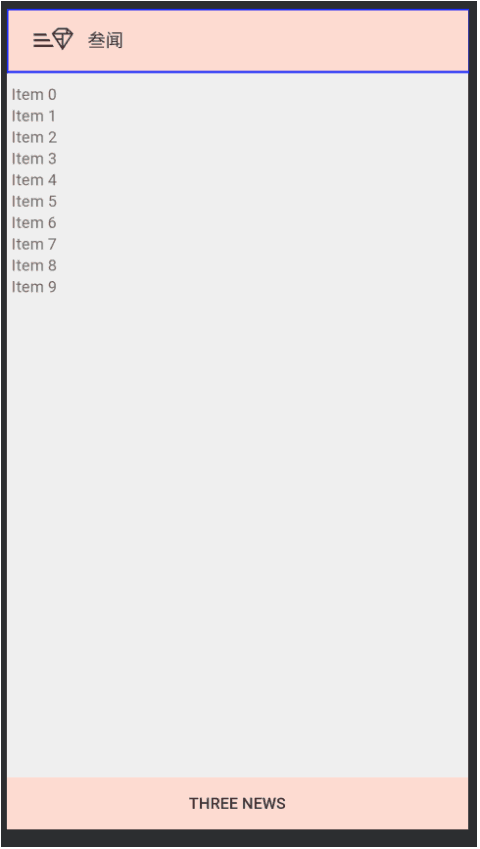 叁闻
Item 0
Item 1
Item 2
Item 3
Item 4
Item 5
Item 6
Item 7
Item 8
Item 9
THREE NEWS